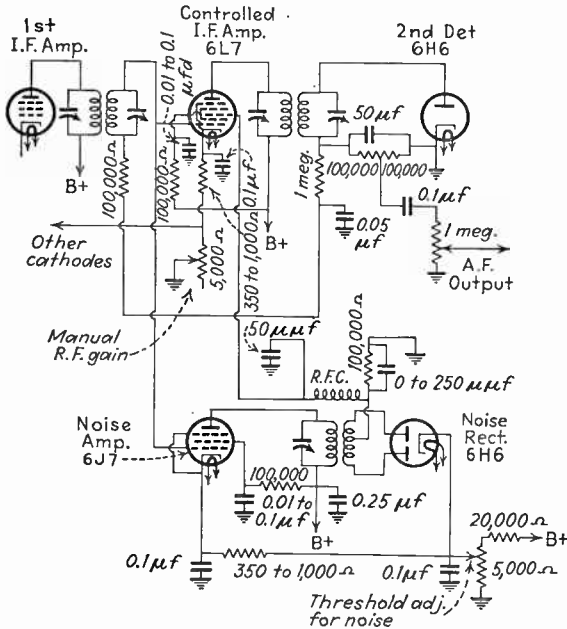 1st
I.F. Amp.
Controlled
I.F. Amp.
6L7
2nd Det
6H6
0.01 to 0.1
μfd
50μf
100,000 100,000
0.1μf
1 meg.
A.F.
Output
B+
100,000Ω
100,000Ω
0.1μf
350 to 1,000Ω
B+
1 meg.
0.05
μf
Other
cathodes
5,000Ω
Manual
R.F. gain
50μμf
R.F.C.
100,000Ω
0 to 250μμf
Noise
Amp.
6J7
Noise
Rect.
6H6
100,000
0.01 to
0.1μf
0.25μf
B+
20,000Ω
B+
0.1μf
350 to 1,000Ω
0.1μf
5,000Ω
Threshold adj.
for noise